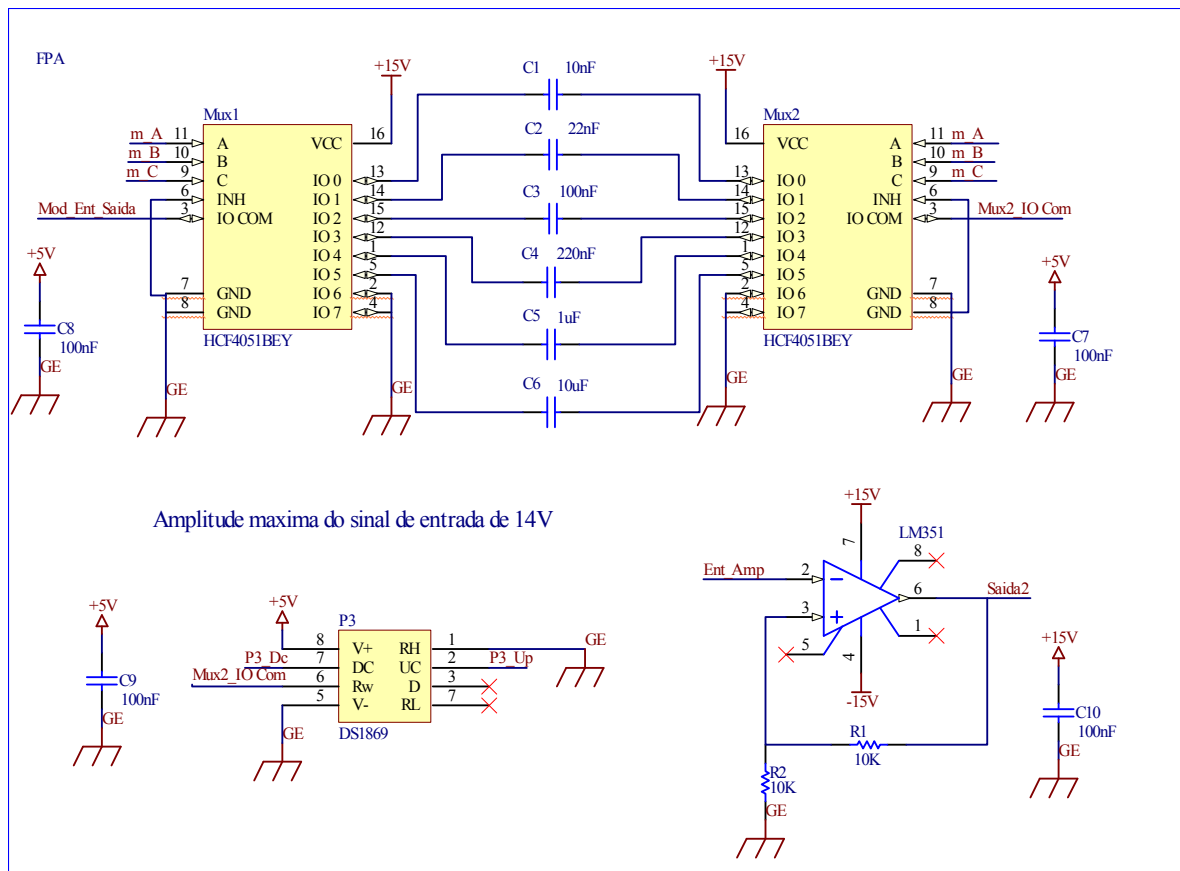 FPA
+15V
C1 10nF
+15V
Mux1
Mux2
m_A 11 A
VCC 16
C2 22nF
16 VCC
A 11 m_A
m_B 10 B
B 10 m_B
m_C 9 C
IO 0 13
C3 100nF
13 IO 0
C 9 m_C
6 INH
IO 1 14
14 IO 1
INH 6
Mod_Ent_Saida 3 IO COM
IO 2 15
15 IO 2
IO COM 3 Mux2_IO Com
IO 3 12
C4 220nF
12 IO 3
+5V
IO 4 1
1 IO 4
+5V
IO 5 5
5 IO 5
7 GND
IO 6 2
2 IO 6
GND 7
8 GND
IO 7 4
C5 1uF
4 IO 7
GND 8
C8
100nF
HCF4051BEY
HCF4051BEY
C7
100nF
GE
GE
GE
C6 10uF
GE
GE
GE
Amplitude maxima do sinal de entrada de 14V
+15V
7
LM351
8
Ent_Amp 2
6 Saida2
3
1
5
4
-15V
+5V
+5V
P3
8 V+
RH 1
GE
P3_Dc 7 DC
UC 2 P3_Up
Mux2_IO Com 6 Rw
D 3
5 V-
RL 7
C9
100nF
GE
GE
DS1869
+15V
C10
100nF
GE
R1
10K
R2
10K
GE